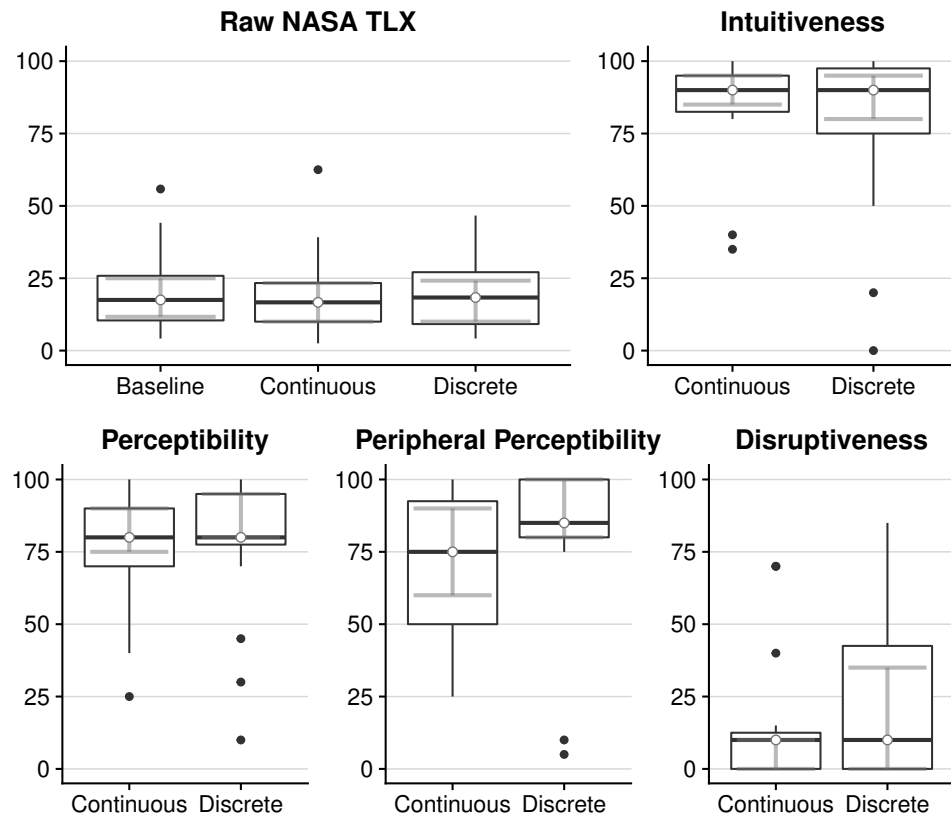 Raw NASA TLX
100
75
50
25
0
Baseline Continuous Discrete
Intuitiveness
100
75
50
25
0
Continuous Discrete
Perceptibility
100
75
50
25
0
Continuous Discrete
Peripheral Perceptibility
100
75
50
25
0
Continuous Discrete
Disruptiveness
100
75
50
25
0
Continuous Discrete